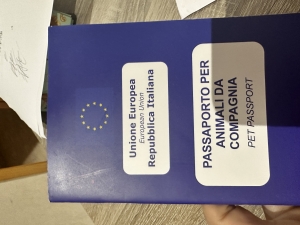 Unione Europea
European Union
Repubblica Italiana
PASSAPORTO PER
ANIMALI DA
COMPAGNIA
PET PASSPORT